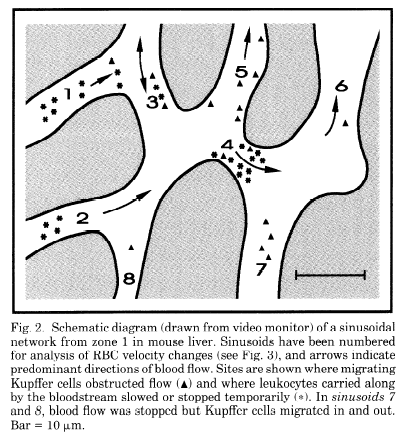 1
2
3
4
5
6
7
8
Fig. 2. Schematic diagram (drawn from video monitor) of a sinusoidal
network from zone 1 in mouse liver. Sinusoids have been numbered
for analysis of RBC velocity changes (see Fig. 3), and arrows indicate
predominant directions of blood flow. Sites are shown where migrating
Kupffer cells obstructed flow (▲) and where leukocytes carried along
by the bloodstream slowed or stopped temporarily (*). In sinusoids 7
and 8, blood flow was stopped but Kupffer cells migrated in and out.
Bar = 10 μm.